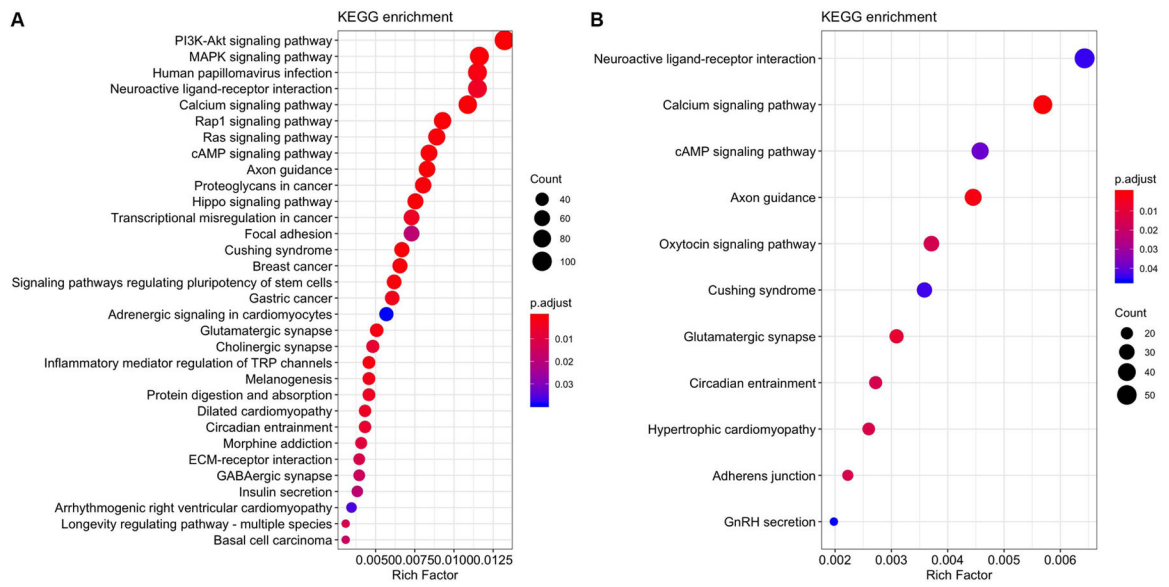 A
KEGG enrichment
PI3K-Akt signaling pathway
MAPK signaling pathway
Human papillomavirus infection
Neuroactive ligand-receptor interaction
Calcium signaling pathway
Rap1 signaling pathway
Ras signaling pathway
cAMP signaling pathway
Axon guidance
Proteoglycans in cancer
Hippo signaling pathway
Transcriptional misregulation in cancer
Focal adhesion
Cushing syndrome
Breast cancer
Signaling pathways regulating pluripotency of stem cells
Gastric cancer
Adrenergic signaling in cardiomyocytes
Glutamatergic synapse
Cholinergic synapse
Inflammatory mediator regulation of TRP channels
Melanogenesis
Protein digestion and absorption
Dilated cardiomyopathy
Circadian entrainment
Morphine addiction
ECM-receptor interaction
GABAergic synapse
Insulin secretion
Arrhythmogenic right ventricular cardiomyopathy
Longevity regulating pathway - multiple species
Basal cell carcinoma
0.0050 0.0075 0.0100 0.0125
Rich Factor
Count
40
60
80
100
p.adjust
0.01
0.02
0.03
B
KEGG enrichment
Neuroactive ligand-receptor interaction
Calcium signaling pathway
cAMP signaling pathway
Axon guidance
Oxytocin signaling pathway
Cushing syndrome
Glutamatergic synapse
Circadian entrainment
Hypertrophic cardiomyopathy
Adherens junction
GnRH secretion
0.002 0.003 0.004 0.005 0.006
Rich Factor
p.adjust
0.01
0.02
0.03
0.04
Count
20
30
40
50